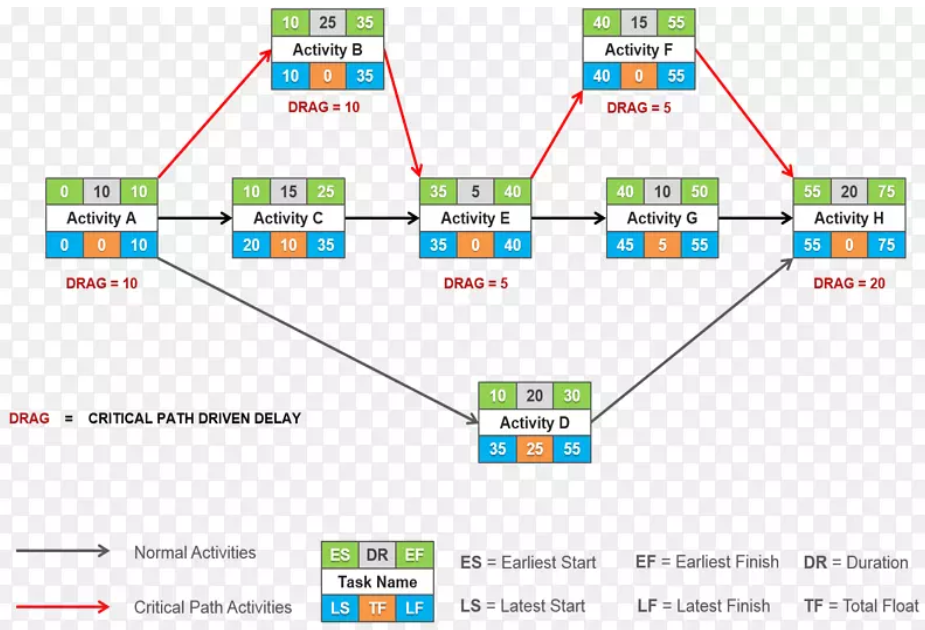 10 25 35
Activity B
10 0 35
DRAG = 10
40 15 55
Activity F
40 0 55
DRAG = 5
0 10 10
Activity A
0 0 10
DRAG = 10
10 15 25
Activity C
20 10 35
35 5 40
Activity E
35 0 40
DRAG = 5
40 10 50
Activity G
45 5 55
55 20 75
Activity H
55 0 75
DRAG = 20
10 20 30
Activity D
35 25 55
DRAG = CRITICAL PATH DRIVEN DELAY
Normal Activities
Critical Path Activities
ES DR EF
Task Name
LS TF LF
ES = Earliest Start
EF = Earliest Finish
DR = Duration
LS = Latest Start
LF = Latest Finish
TF = Total Float